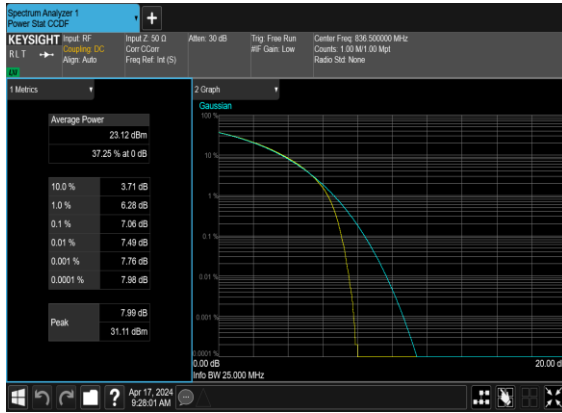 Spectrum Analyzer 1
Power Stat CCDF
KEYSIGHT
RLT
Input: RF
Coupling: DC
Align: Auto
Input Z: 50 Ω
Corr CCorr
Freq Ref: Int (S)
Atten: 30 dB
Trig: Free Run
#IF Gain: Low
Center Freq: 836.500000 MHz
Counts: 1.00 M/1.00 Mpt
Radio Std: None
1 Metrics
Average Power
23.12 dBm
37.25 % at 0 dB
10.0 % 3.71 dB
1.0 % 6.28 dB
0.1 % 7.06 dB
0.01 % 7.49 dB
0.001 % 7.76 dB
0.0001 % 7.98 dB
Peak
7.99 dB
31.11 dBm
2 Graph
Gaussian
100 %
10 %
1 %
0.1 %
0.01 %
0.001 %
0.0001 %
0.00 dB
20.00 dB
Info BW 25.000 MHz
?
Apr 17, 2024
9:28:01 AM